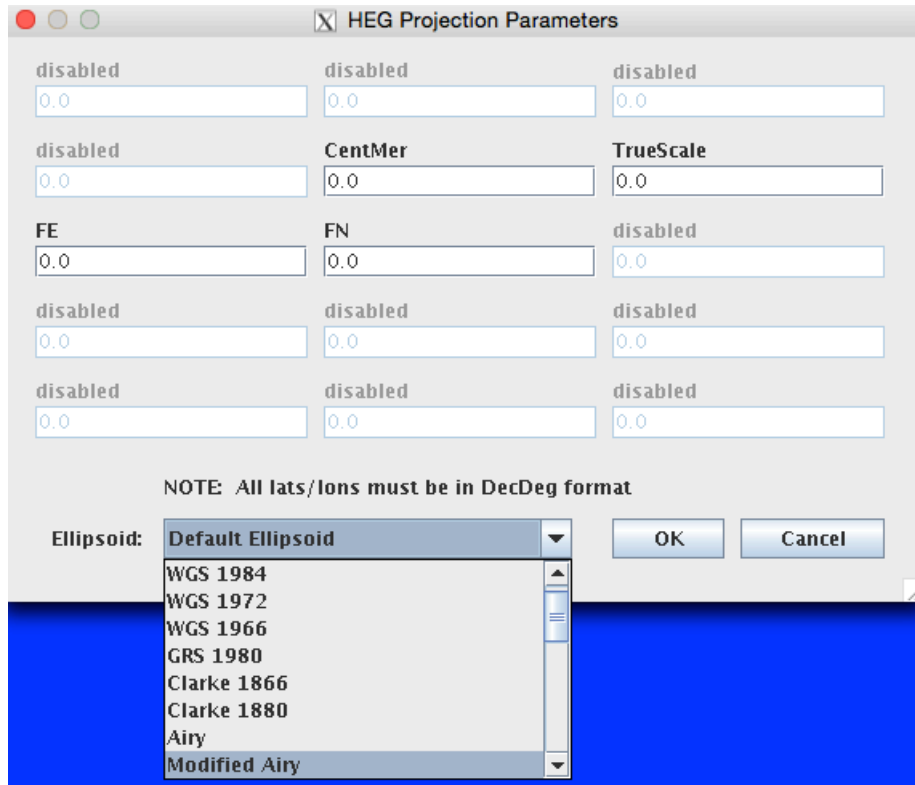 X HEG Projection Parameters
disabled disabled disabled
0.0 0.0 0.0
disabled CentMer TrueScale
0.0 0.0 0.0
FE FN disabled
0.0 0.0 0.0
disabled disabled disabled
0.0 0.0 0.0
disabled disabled disabled
0.0 0.0 0.0
NOTE: All lats/lons must be in DecDeg format
Ellipsoid: Default Ellipsoid OK Cancel
WGS 1984
WGS 1972
WGS 1966
GRS 1980
Clarke 1866
Clarke 1880
Airy
Modified Airy